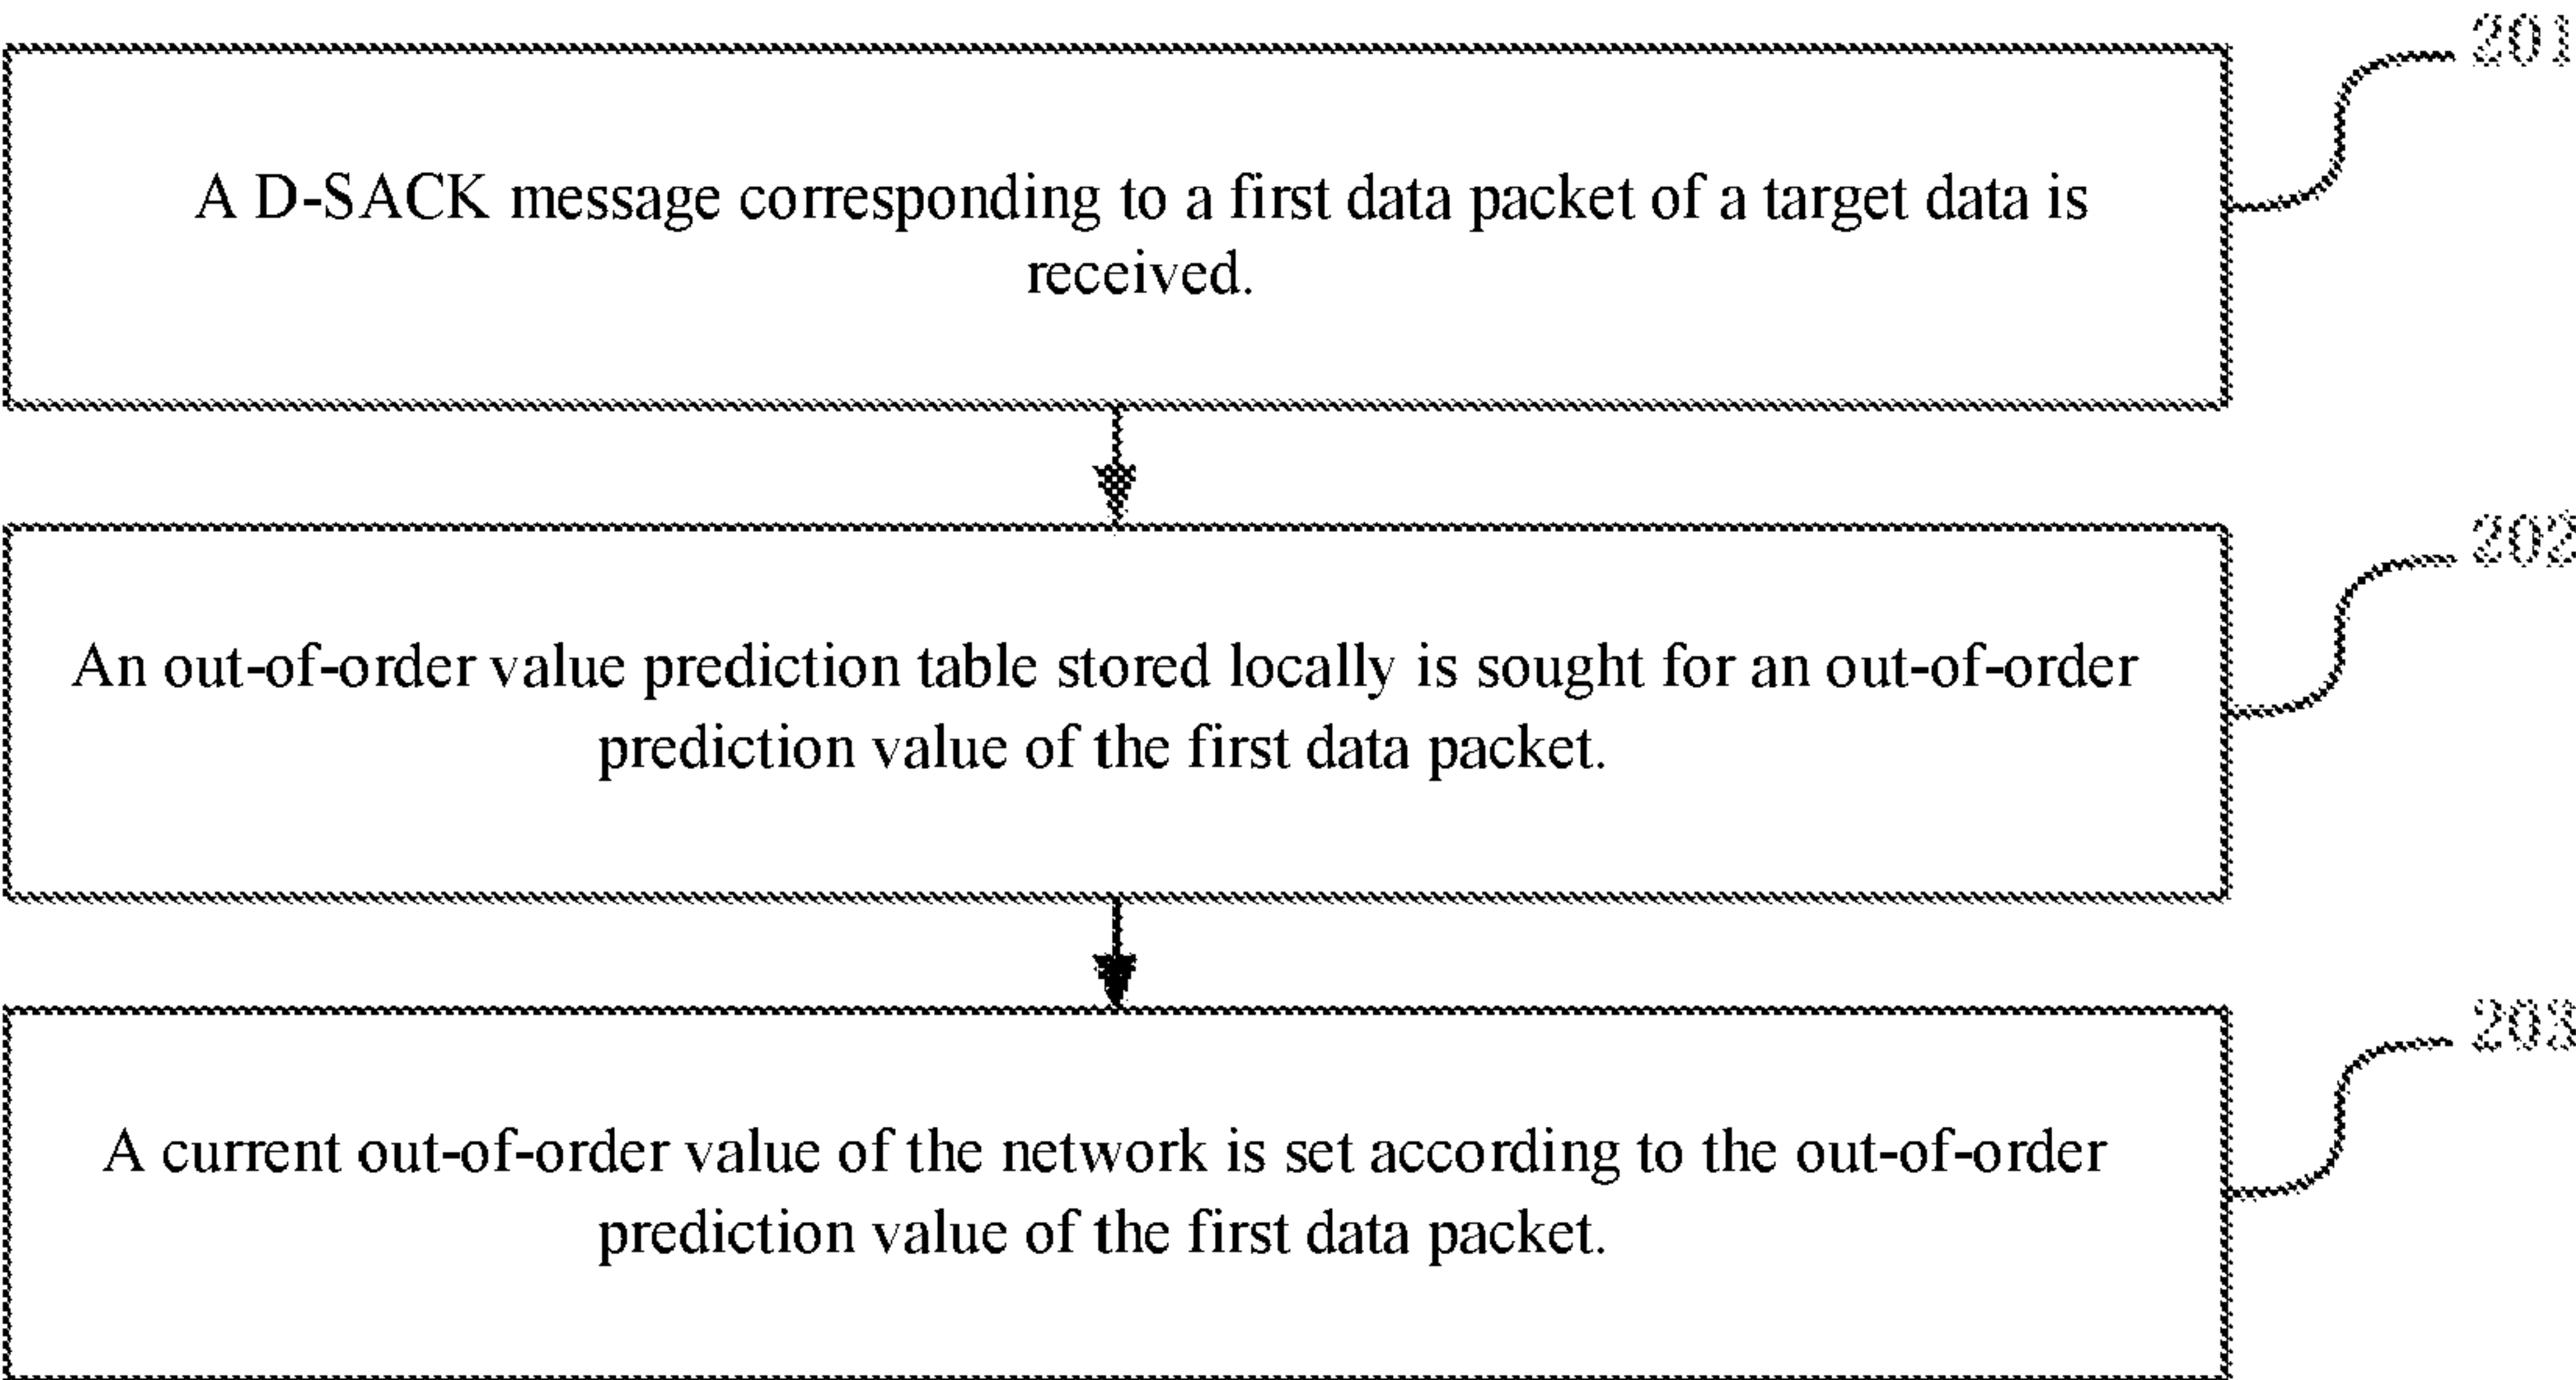 201
A D-SACK message corresponding to a first data packet of a target data is
received.
202
An out-of-order value prediction table stored locally is sought for an out-of-order
prediction value of the first data packet.
203
A current out-of-order value of the network is set according to the out-of-order
prediction value of the first data packet.